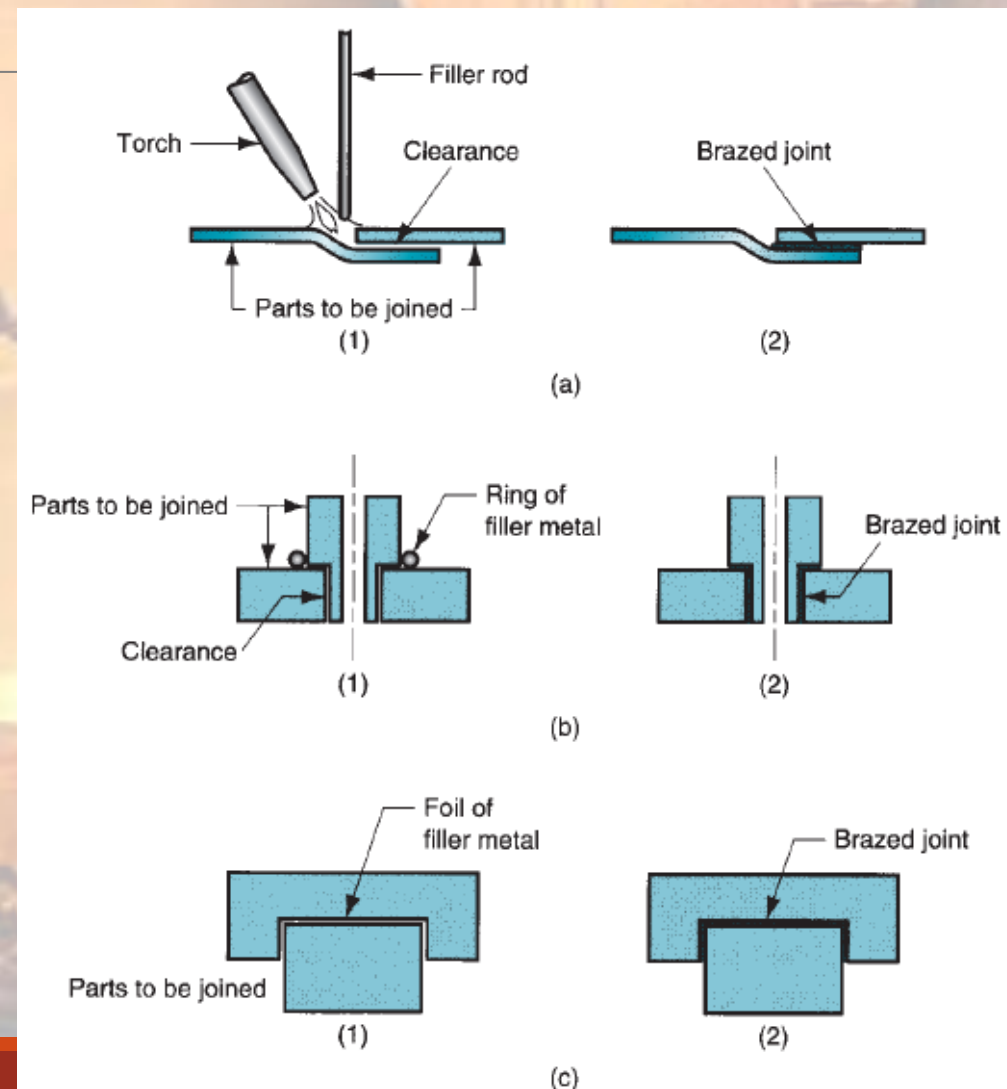 Filler rod
Torch
Clearance
Brazed joint
Parts to be joined
(1)
(2)
(a)
Parts to be joined
Ring of
filler metal
Brazed joint
Clearance
(1)
(2)
(b)
Foil of
filler metal
Brazed joint
Parts to be joined
(1)
(2)
(c)